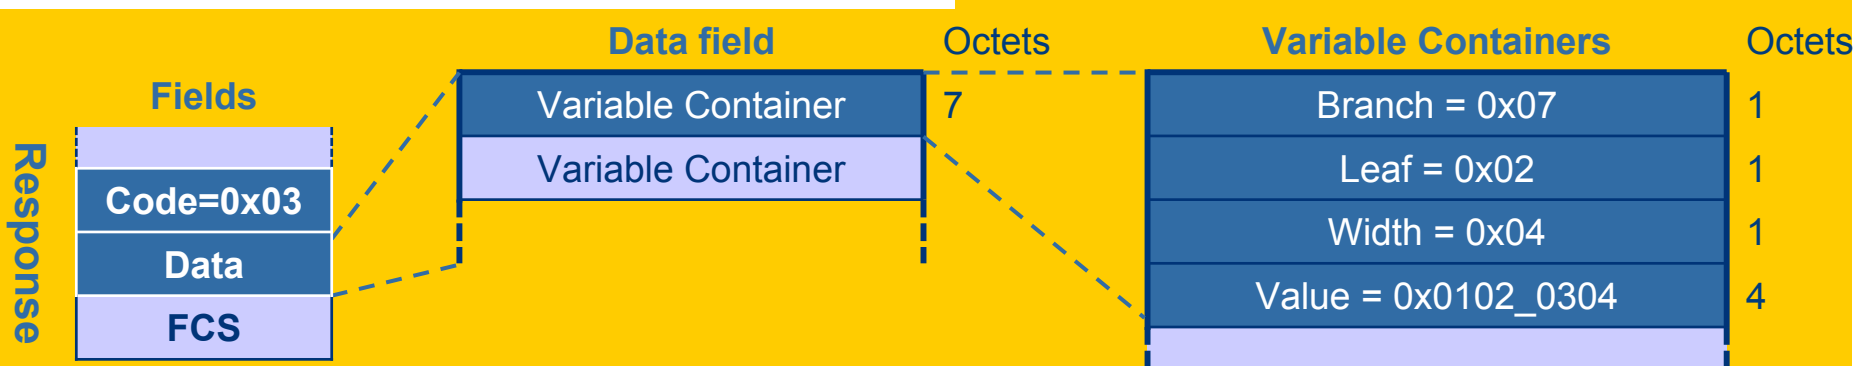 Data field Octets Variable Containers Octets
Fields
Response
Code=0x03
Data
FCS
Variable Container 7
Variable Container
Branch = 0x07 1
Leaf = 0x02 1
Width = 0x04 1
Value = 0x0102_0304 4